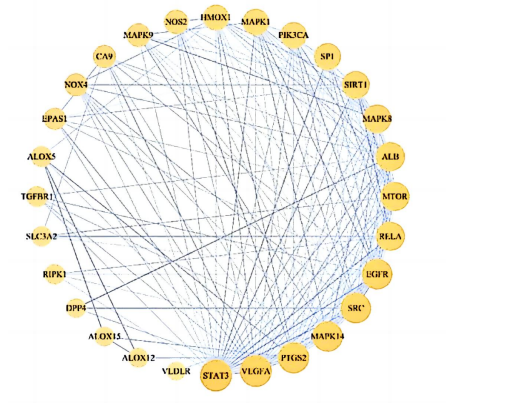 HMOX1
MAPK1
PIK3CA
SP1
SIRT1
MAPK8
ALB
MTOR
RELA
EGFR
SRC
MAPK14
PTGS2
VEGFA
STAT3
VLDLR
ALOX12
ALOX15
DPP4
RIPK1
SLC3A2
TGFBR1
ALOX5
EPAS1
NOX4
CA9
MAPK9
NOS2